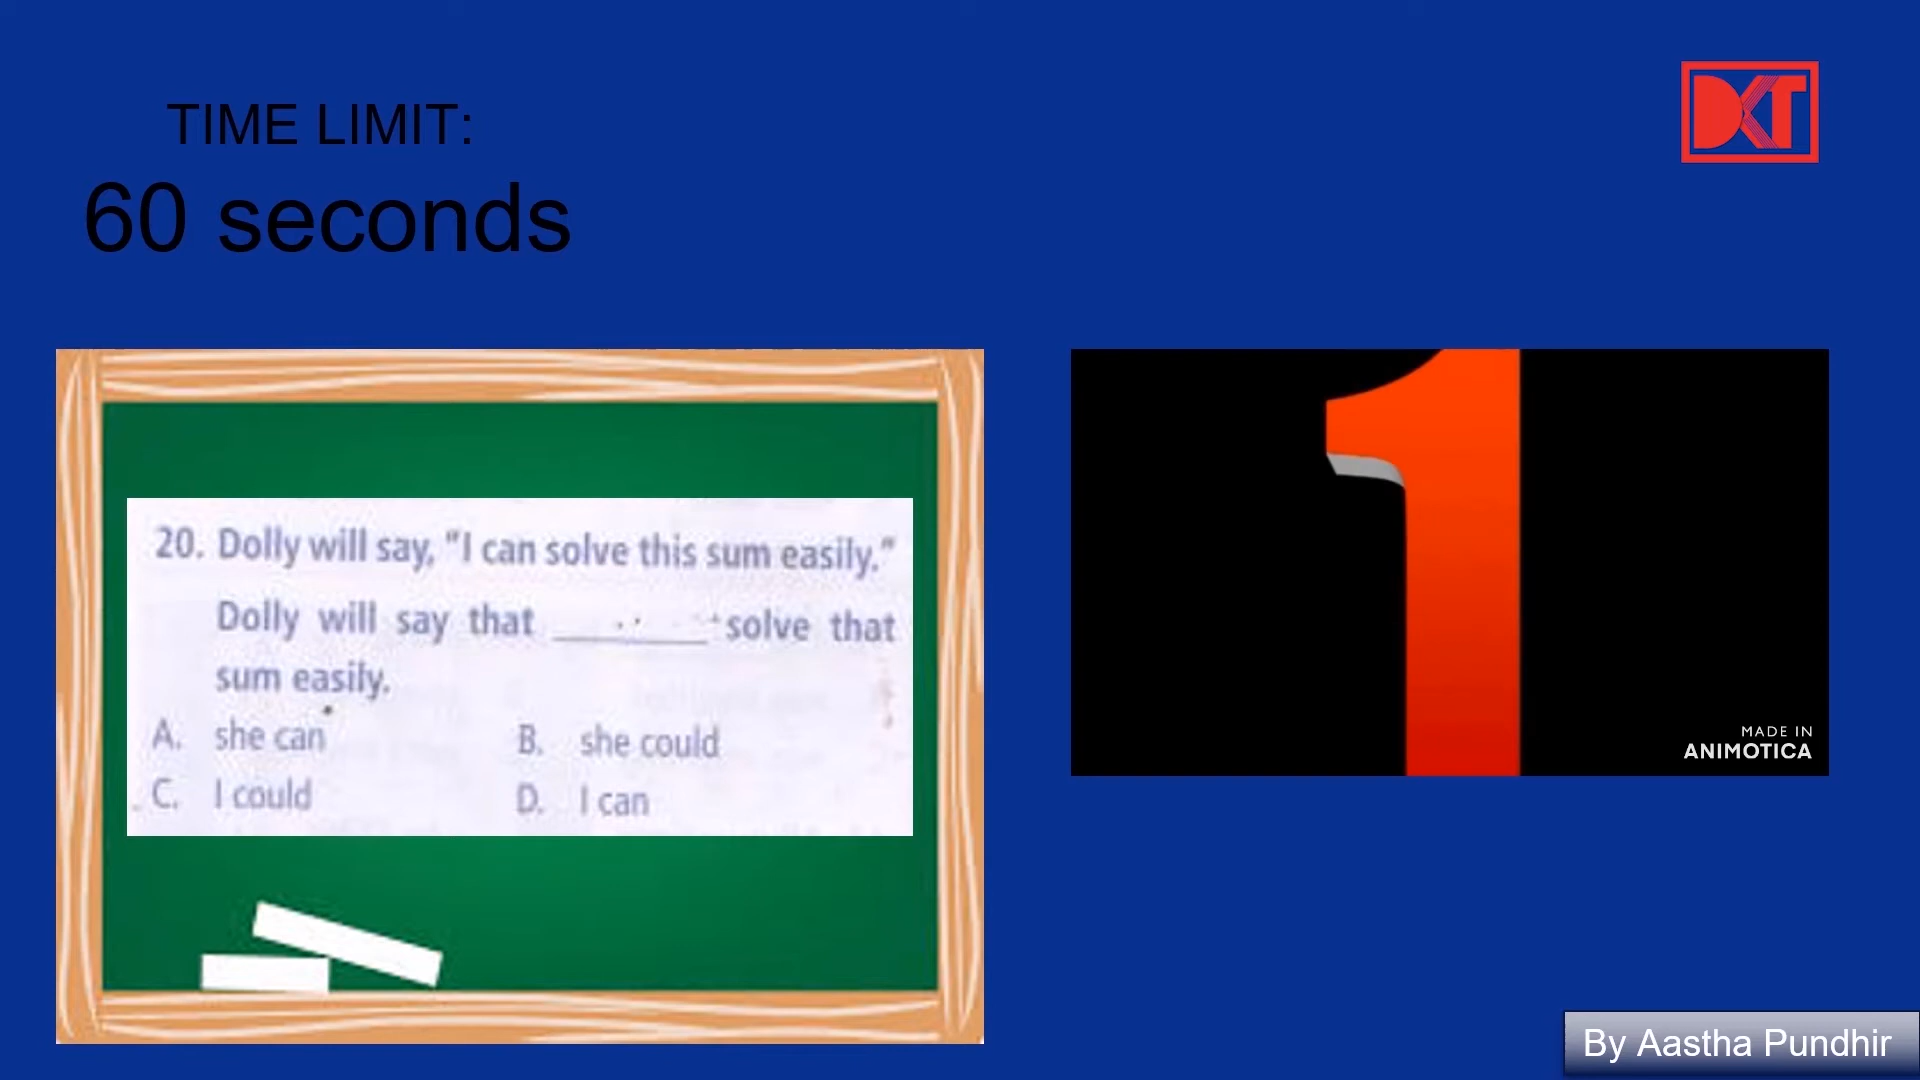 TIME LIMIT:
60 seconds
DKT
20. Dolly will say, "I can solve this sum easily."
Dolly will say that ________ solve that
sum easily.
A. she can B. she could
C. I could D. I can
1
MADE IN
ANIMOTICA
By Aastha Pundhir